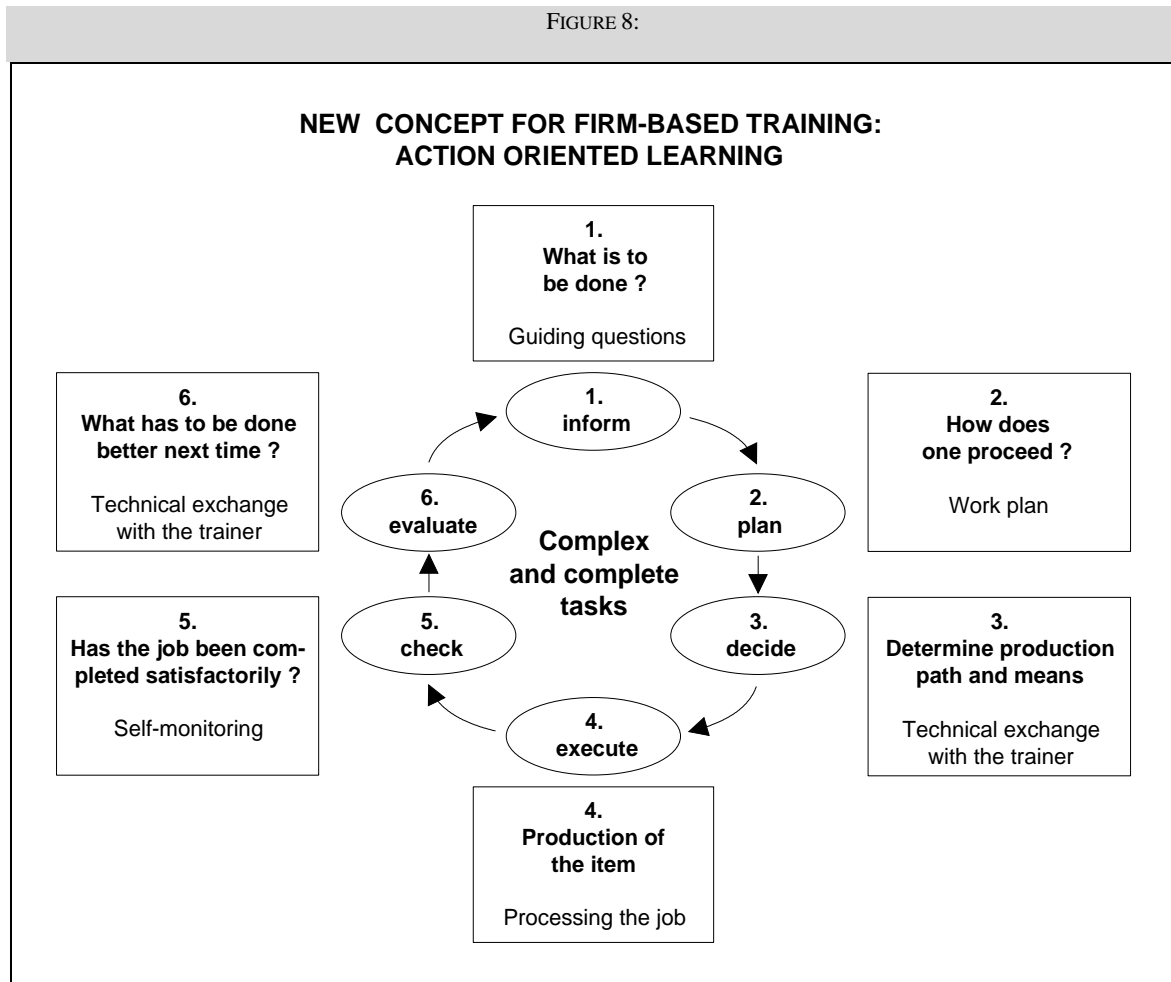 FIGURE 8:
NEW CONCEPT FOR FIRM-BASED TRAINING:
ACTION ORIENTED LEARNING
1.
What is to
be done ?
Guiding questions
1.
inform
2.
How does
one proceed ?
Work plan
2.
plan
3.
Determine production
path and means
Technical exchange
with the trainer
3.
decide
4.
execute
4.
Production of
the item
Processing the job
5.
Has the job been com-
pleted satisfactorily ?
Self-monitoring
5.
check
6.
What has to be done
better next time ?
Technical exchange
with the trainer
6.
evaluate
Complex
and complete
tasks